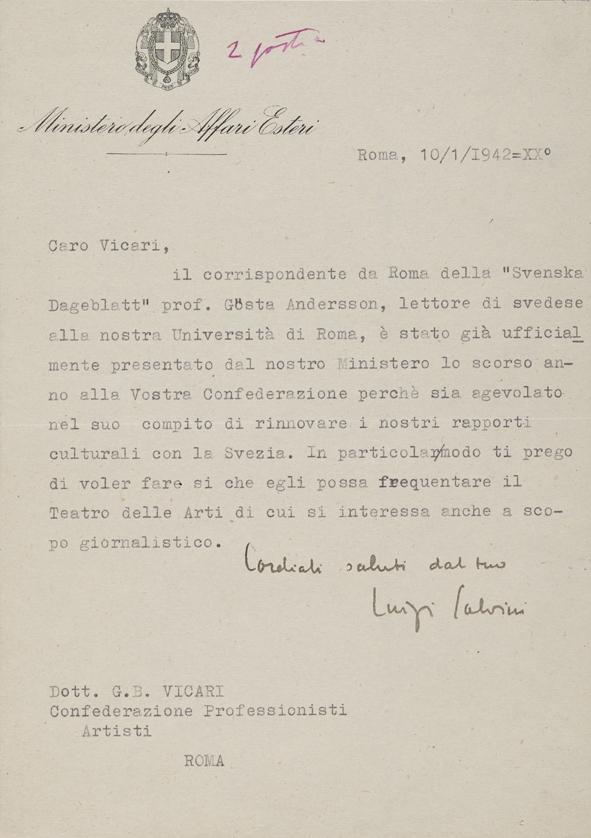 2 posti
Ministero degli Affari Esteri
Roma, 10/1/1942=XXº
Caro Vicari,
il corrispondente da Roma della "Svenska
Dageblatt" prof. Gösta Andersson, lettore di svedese
alla nostra Università di Roma, è stato già ufficial
mente presentato dal nostro Ministero lo scorso an-
no alla Vostra Confederazione perchè sia agevolato
nel suo compito di rinnovare i nostri rapporti
culturali con la Svezia. In particolar/modo ti prego
di voler fare si che egli possa frequentare il
Teatro delle Arti di cui si interessa anche a sco-
po giornalistico.
Cordiali saluti dal tuo
Luigi Salvini
Dott. G.B. VICARI
Confederazione Professionisti
Artisti
ROMA